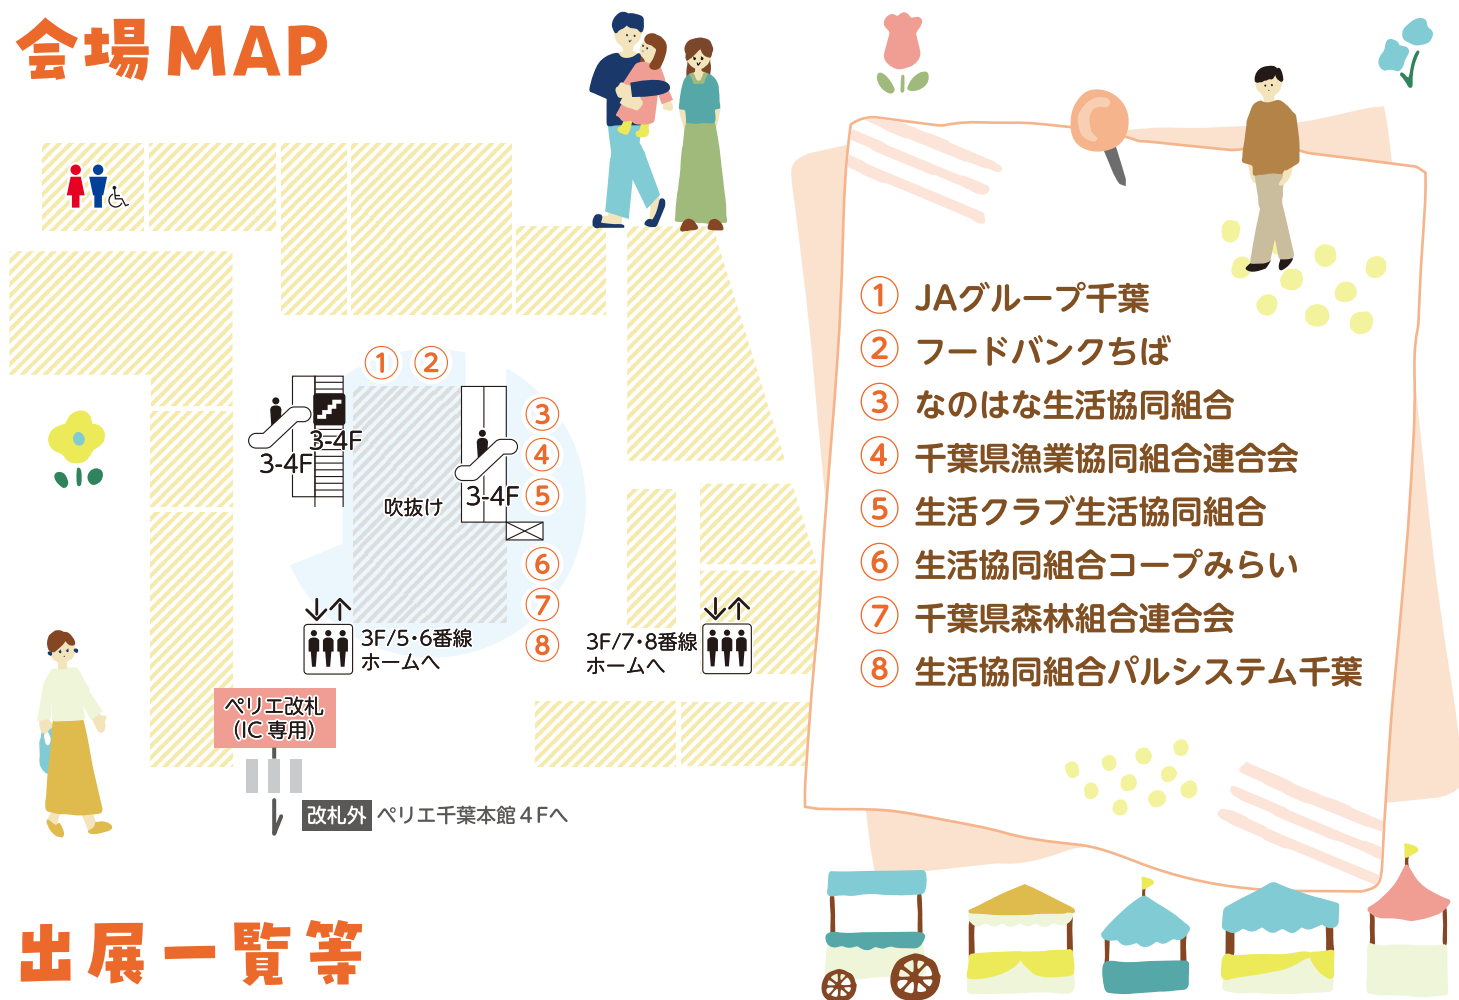 会場MAP
① ②
③
④
⑤
⑥
⑦
⑧
3-4F
3-4F
3-4F
吹抜け
3F/5・6番線
ホームへ
3F/7・8番線
ホームへ
ペリエ改札
(IC 専用)
改札外 ペリエ千葉本館4Fへ
① JAグループ千葉
② フードバンクちば
③ なのはな生活協同組合
④ 千葉県漁業協同組合連合会
⑤ 生活クラブ生活協同組合
⑥ 生活協同組合コープみらい
⑦ 千葉県森林組合連合会
⑧ 生活協同組合パルシステム千葉
出展一覧等